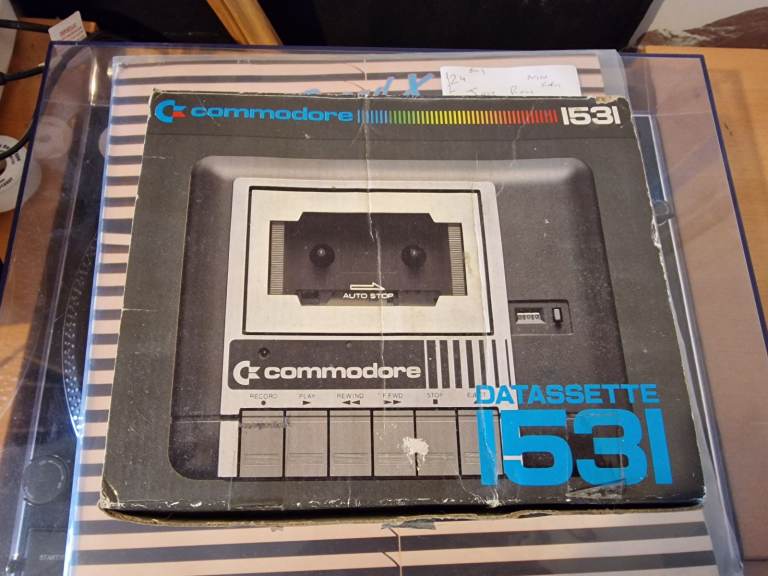 commodore 1531
AUTO STOP
commodore
RECORD PLAY REWIND F.FWD STOP
DATASSETTE
1531